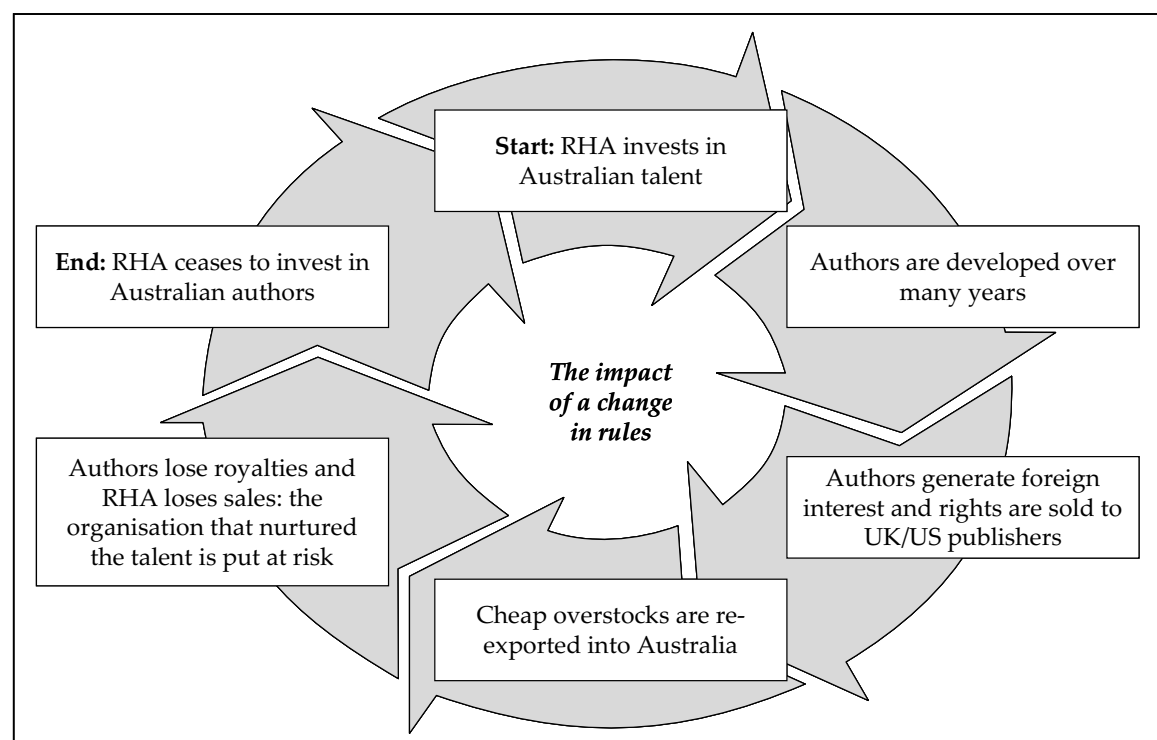 Start: RHA invests in
Australian talent
Authors are developed over
many years
Authors generate foreign
interest and rights are sold to
UK/US publishers
Cheap overstocks are re-
exported into Australia
Authors lose royalties and
RHA loses sales: the
organisation that nurtured
the talent is put at risk
End: RHA ceases to invest in
Australian authors
The impact
of a change
in rules